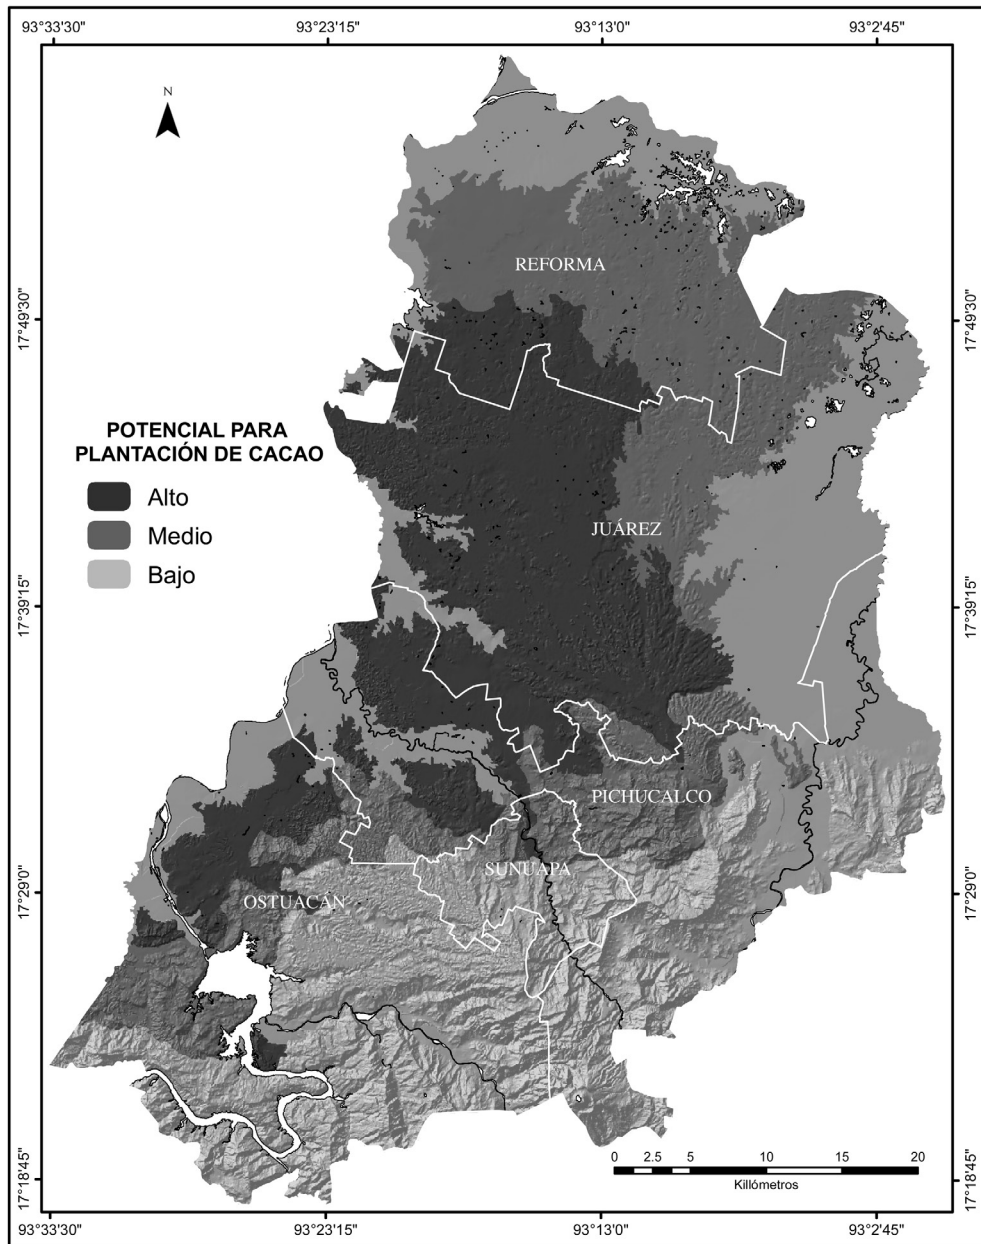 93°33'30" 93°23'15" 93°13'0" 93°2'45"
N
REFORMA
17°49'30" 17°49'30"
POTENCIAL PARA
PLANTACIÓN DE CACAO
Alto
Medio
Bajo
JUÁREZ
17°39'15" 17°39'15"
PICHUCALCO
SUNUAPA
OSTUACÁN
17°29'0" 17°29'0"
17°18'45" 17°18'45"
0 2.5 5 10 15 20
Killómetros
93°33'30" 93°23'15" 93°13'0" 93°2'45"